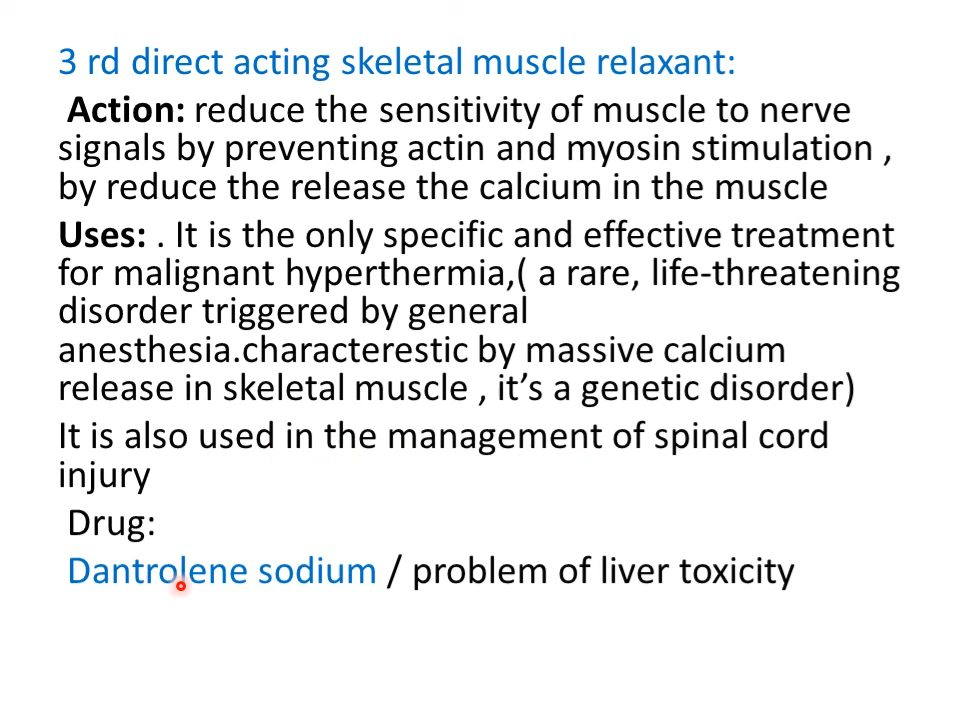 3 rd direct acting skeletal muscle relaxant:
Action: reduce the sensitivity of muscle to nerve
signals by preventing actin and myosin stimulation ,
by reduce the release the calcium in the muscle
Uses: . It is the only specific and effective treatment
for malignant hyperthermia,( a rare, life-threatening
disorder triggered by general
anesthesia.characterestic by massive calcium
release in skeletal muscle , it’s a genetic disorder)
It is also used in the management of spinal cord
injury
Drug:
Dantrolene sodium / problem of liver toxicity